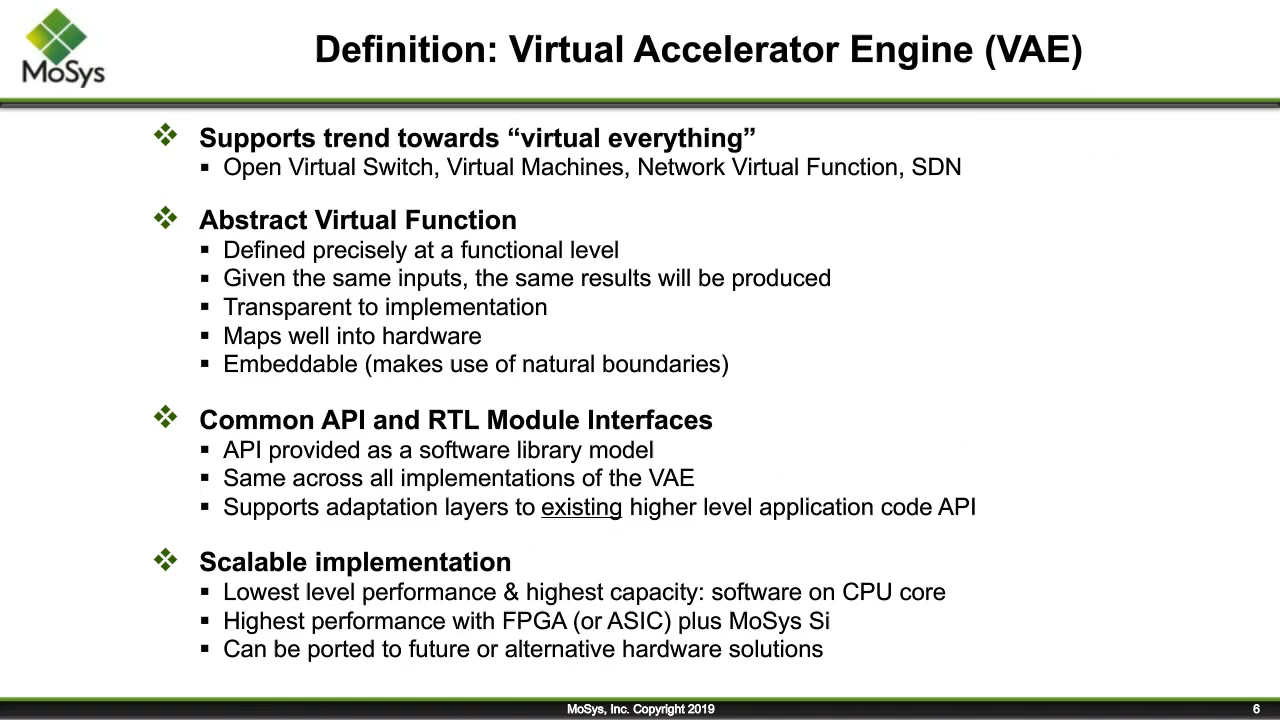 MoSys
Definition: Virtual Accelerator Engine (VAE)
Supports trend towards “virtual everything”
Open Virtual Switch, Virtual Machines, Network Virtual Function, SDN
Abstract Virtual Function
Defined precisely at a functional level
Given the same inputs, the same results will be produced
Transparent to implementation
Maps well into hardware
Embeddable (makes use of natural boundaries)
Common API and RTL Module Interfaces
API provided as a software library model
Same across all implementations of the VAE
Supports adaptation layers to existing higher level application code API
Scalable implementation
Lowest level performance & highest capacity: software on CPU core
Highest performance with FPGA (or ASIC) plus MoSys Si
Can be ported to future or alternative hardware solutions
MoSys, Inc. Copyright 2019
6